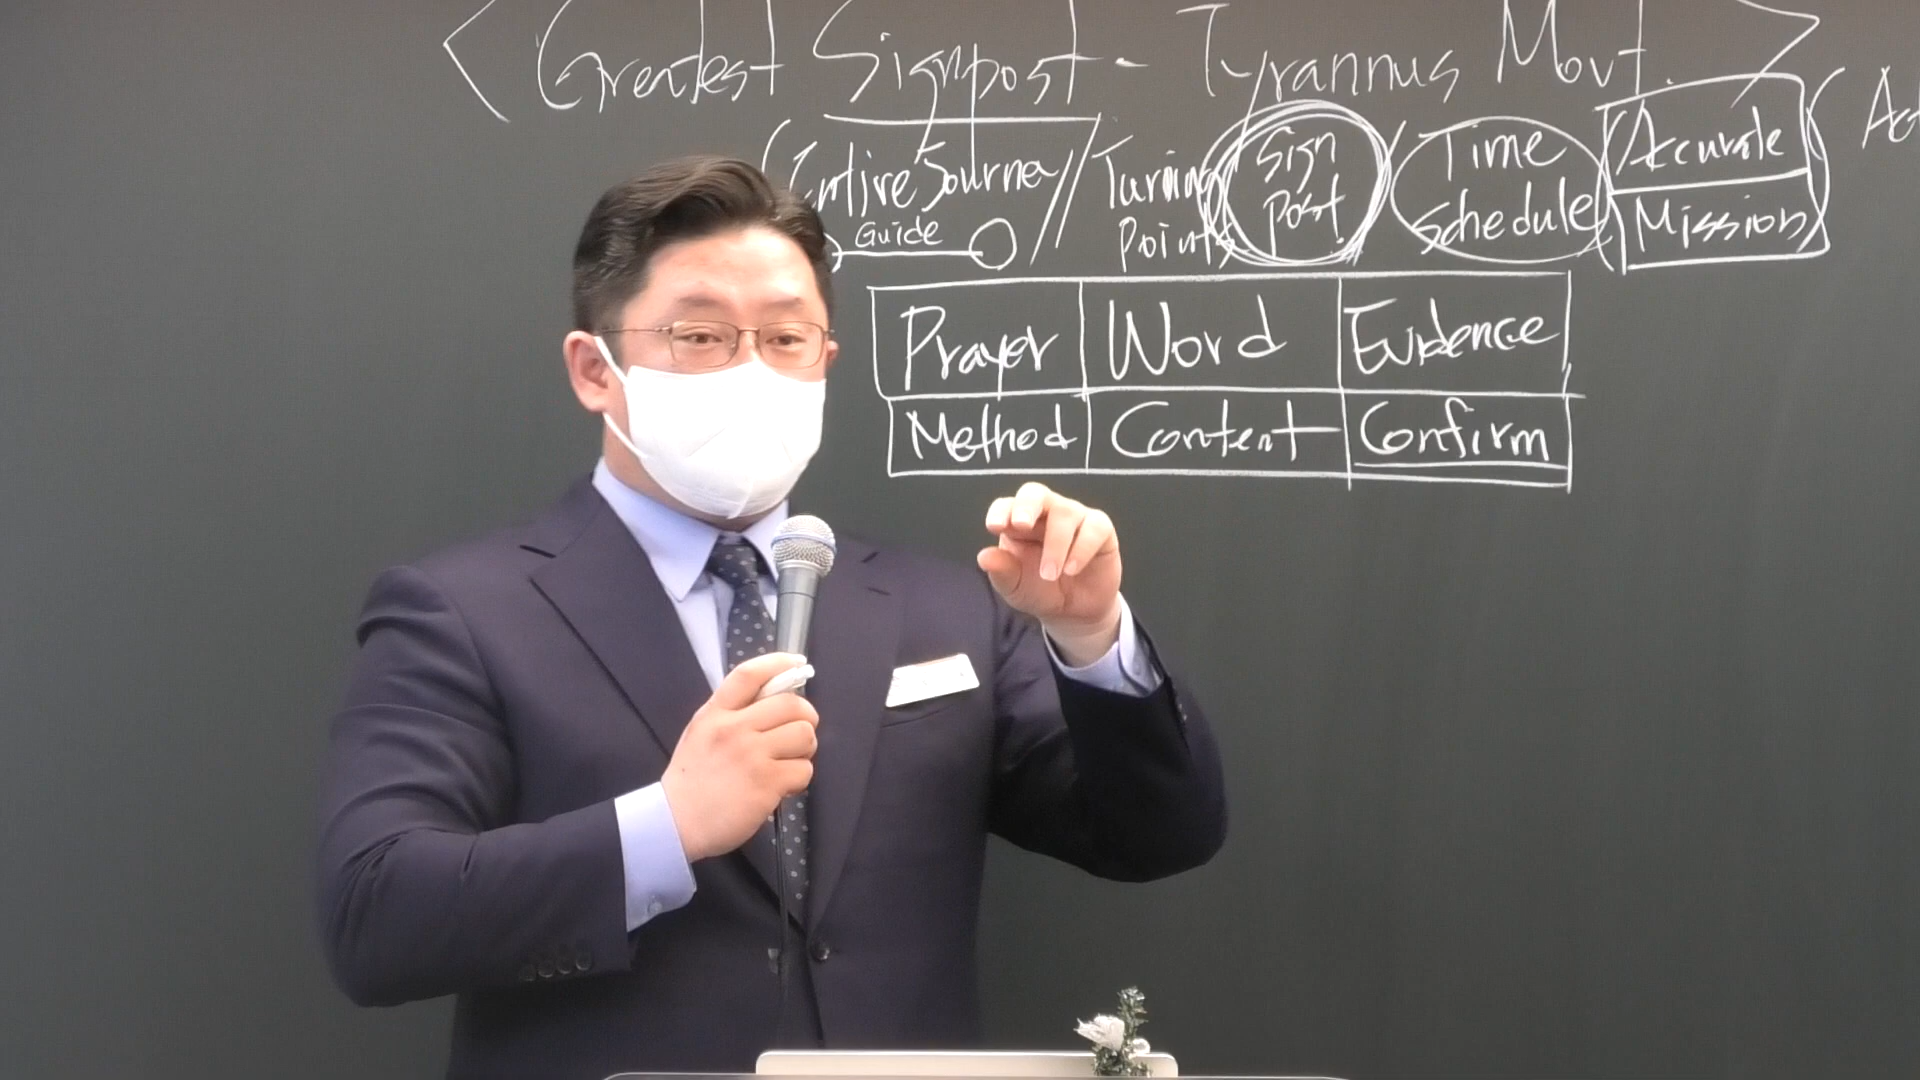 < Greatest Signpost - Tyrannus Movt. >
( Entire Journey // Turning Points / Sign Post / Time Schedule ( Accurate Mission ) (
Guide
Prayer Word Evidence
Method Content Confirm